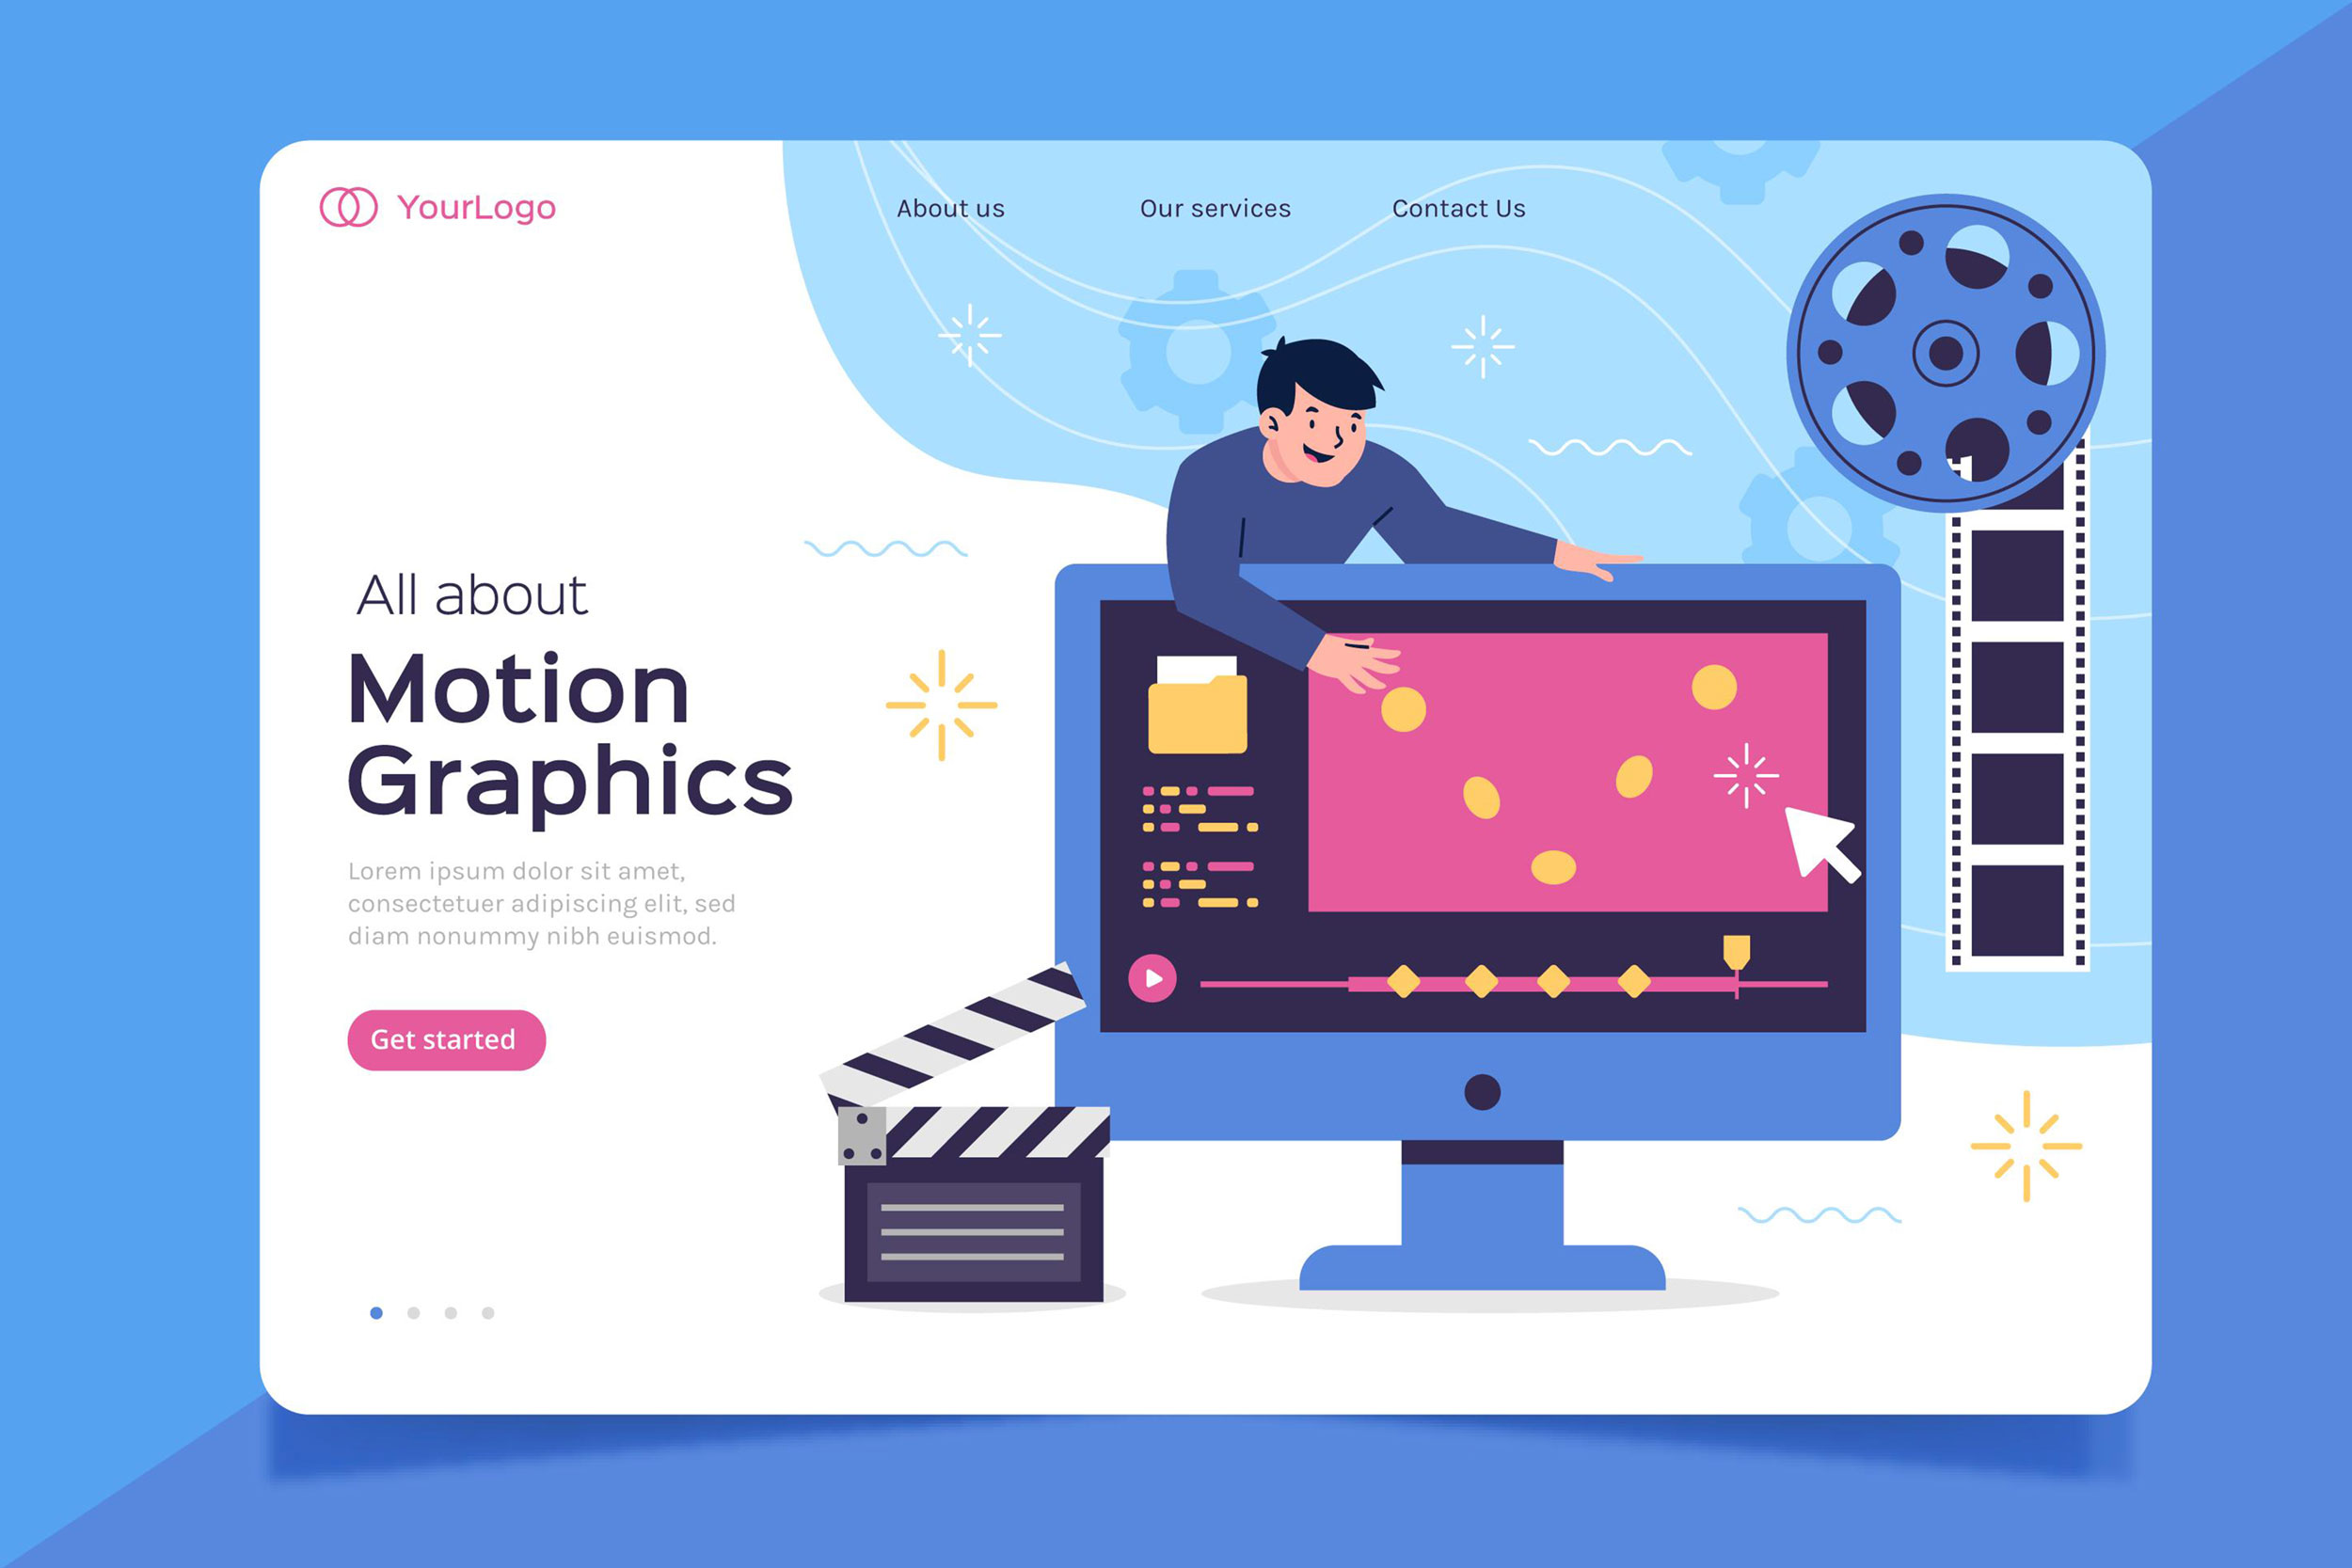 YourLogo
About us
Our services
Contact Us
All about
Motion
Graphics
Lorem ipsum dolor sit amet,
consectetuer adipiscing elit, sed
diam nonummy nibh euismod.
Get started